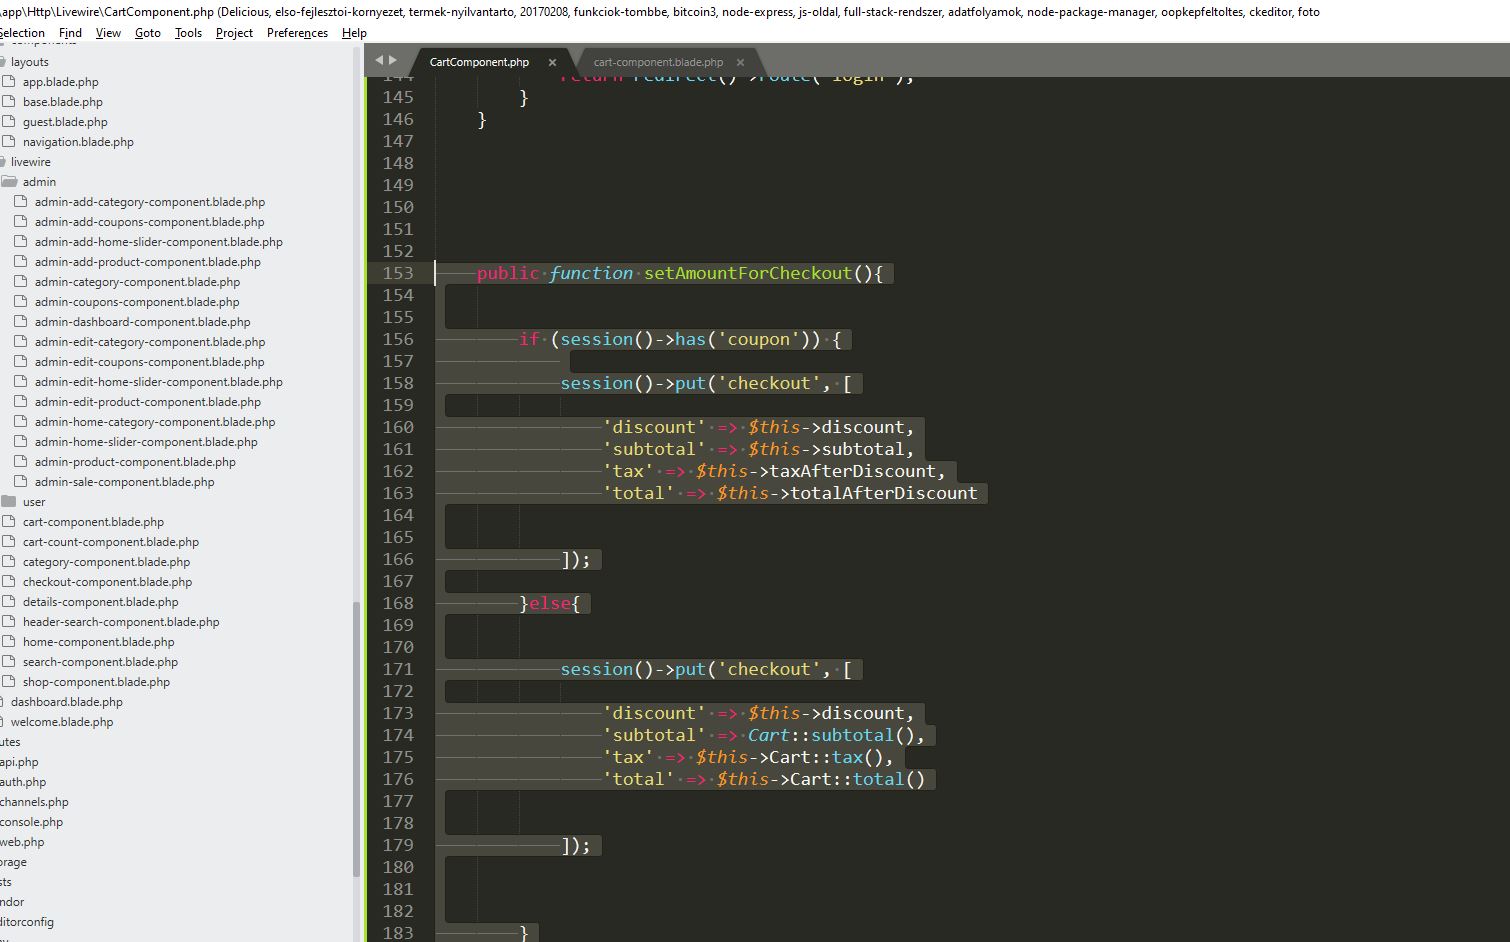 \app\Http\Livewire\CartComponent.php (Delicious, elso-fejlesztoi-kornyezet, termek-nyilvantarto, 20170208, funkciok-tombbe, bitcoin3, node-express, js-oldal, full-stack-rendszer, adatfolyamok, node-package-manager, oopkepfeltoltes, ckeditor, foto
Selection Find View Goto Tools Project Preferences Help
components
layouts
app.blade.php
base.blade.php
guest.blade.php
navigation.blade.php
livewire
admin
admin-add-category-component.blade.php
admin-add-coupons-component.blade.php
admin-add-home-slider-component.blade.php
admin-add-product-component.blade.php
admin-category-component.blade.php
admin-coupons-component.blade.php
admin-dashboard-component.blade.php
admin-edit-category-component.blade.php
admin-edit-coupons-component.blade.php
admin-edit-home-slider-component.blade.php
admin-edit-product-component.blade.php
admin-home-category-component.blade.php
admin-home-slider-component.blade.php
admin-product-component.blade.php
admin-sale-component.blade.php
user
cart-component.blade.php
cart-count-component.blade.php
category-component.blade.php
checkout-component.blade.php
details-component.blade.php
header-search-component.blade.php
home-component.blade.php
search-component.blade.php
shop-component.blade.php
dashboard.blade.php
welcome.blade.php
utes
api.php
auth.php
channels.php
console.php
web.php
orage
sts
ndor
ditorconfig
CartComponent.php × cart-component.blade.php ×
144 return redirect()->route('login');
145 }
146 }
147
148
149
150
151
152
153 public function setAmountForCheckout(){
154
155
156 if (session()->has('coupon')) {
157
158 session()->put('checkout', [
159
160 'discount' => $this->discount,
161 'subtotal' => $this->subtotal,
162 'tax' => $this->taxAfterDiscount,
163 'total' => $this->totalAfterDiscount
164
165
166 ]);
167
168 }else{
169
170
171 session()->put('checkout', [
172
173 'discount' => $this->discount,
174 'subtotal' => Cart::subtotal(),
175 'tax' => $this->Cart::tax(),
176 'total' => $this->Cart::total()
177
178
179 ]);
180
181
182
183 }